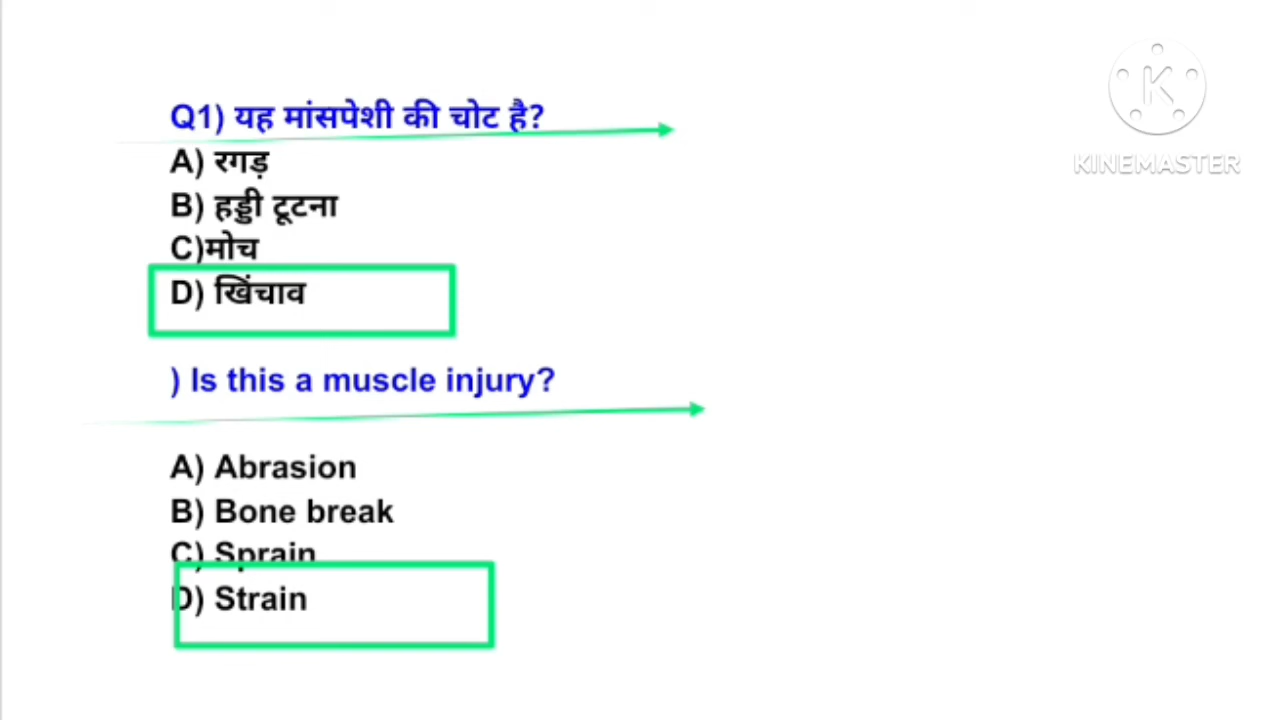 Q1) यह मांसपेशी की चोट है?
A) रगड़
B) हड्डी टूटना
C)मोच
D) खिंचाव
) Is this a muscle injury?
A) Abrasion
B) Bone break
C) Sprain
D) Strain
K
KINEMASTER